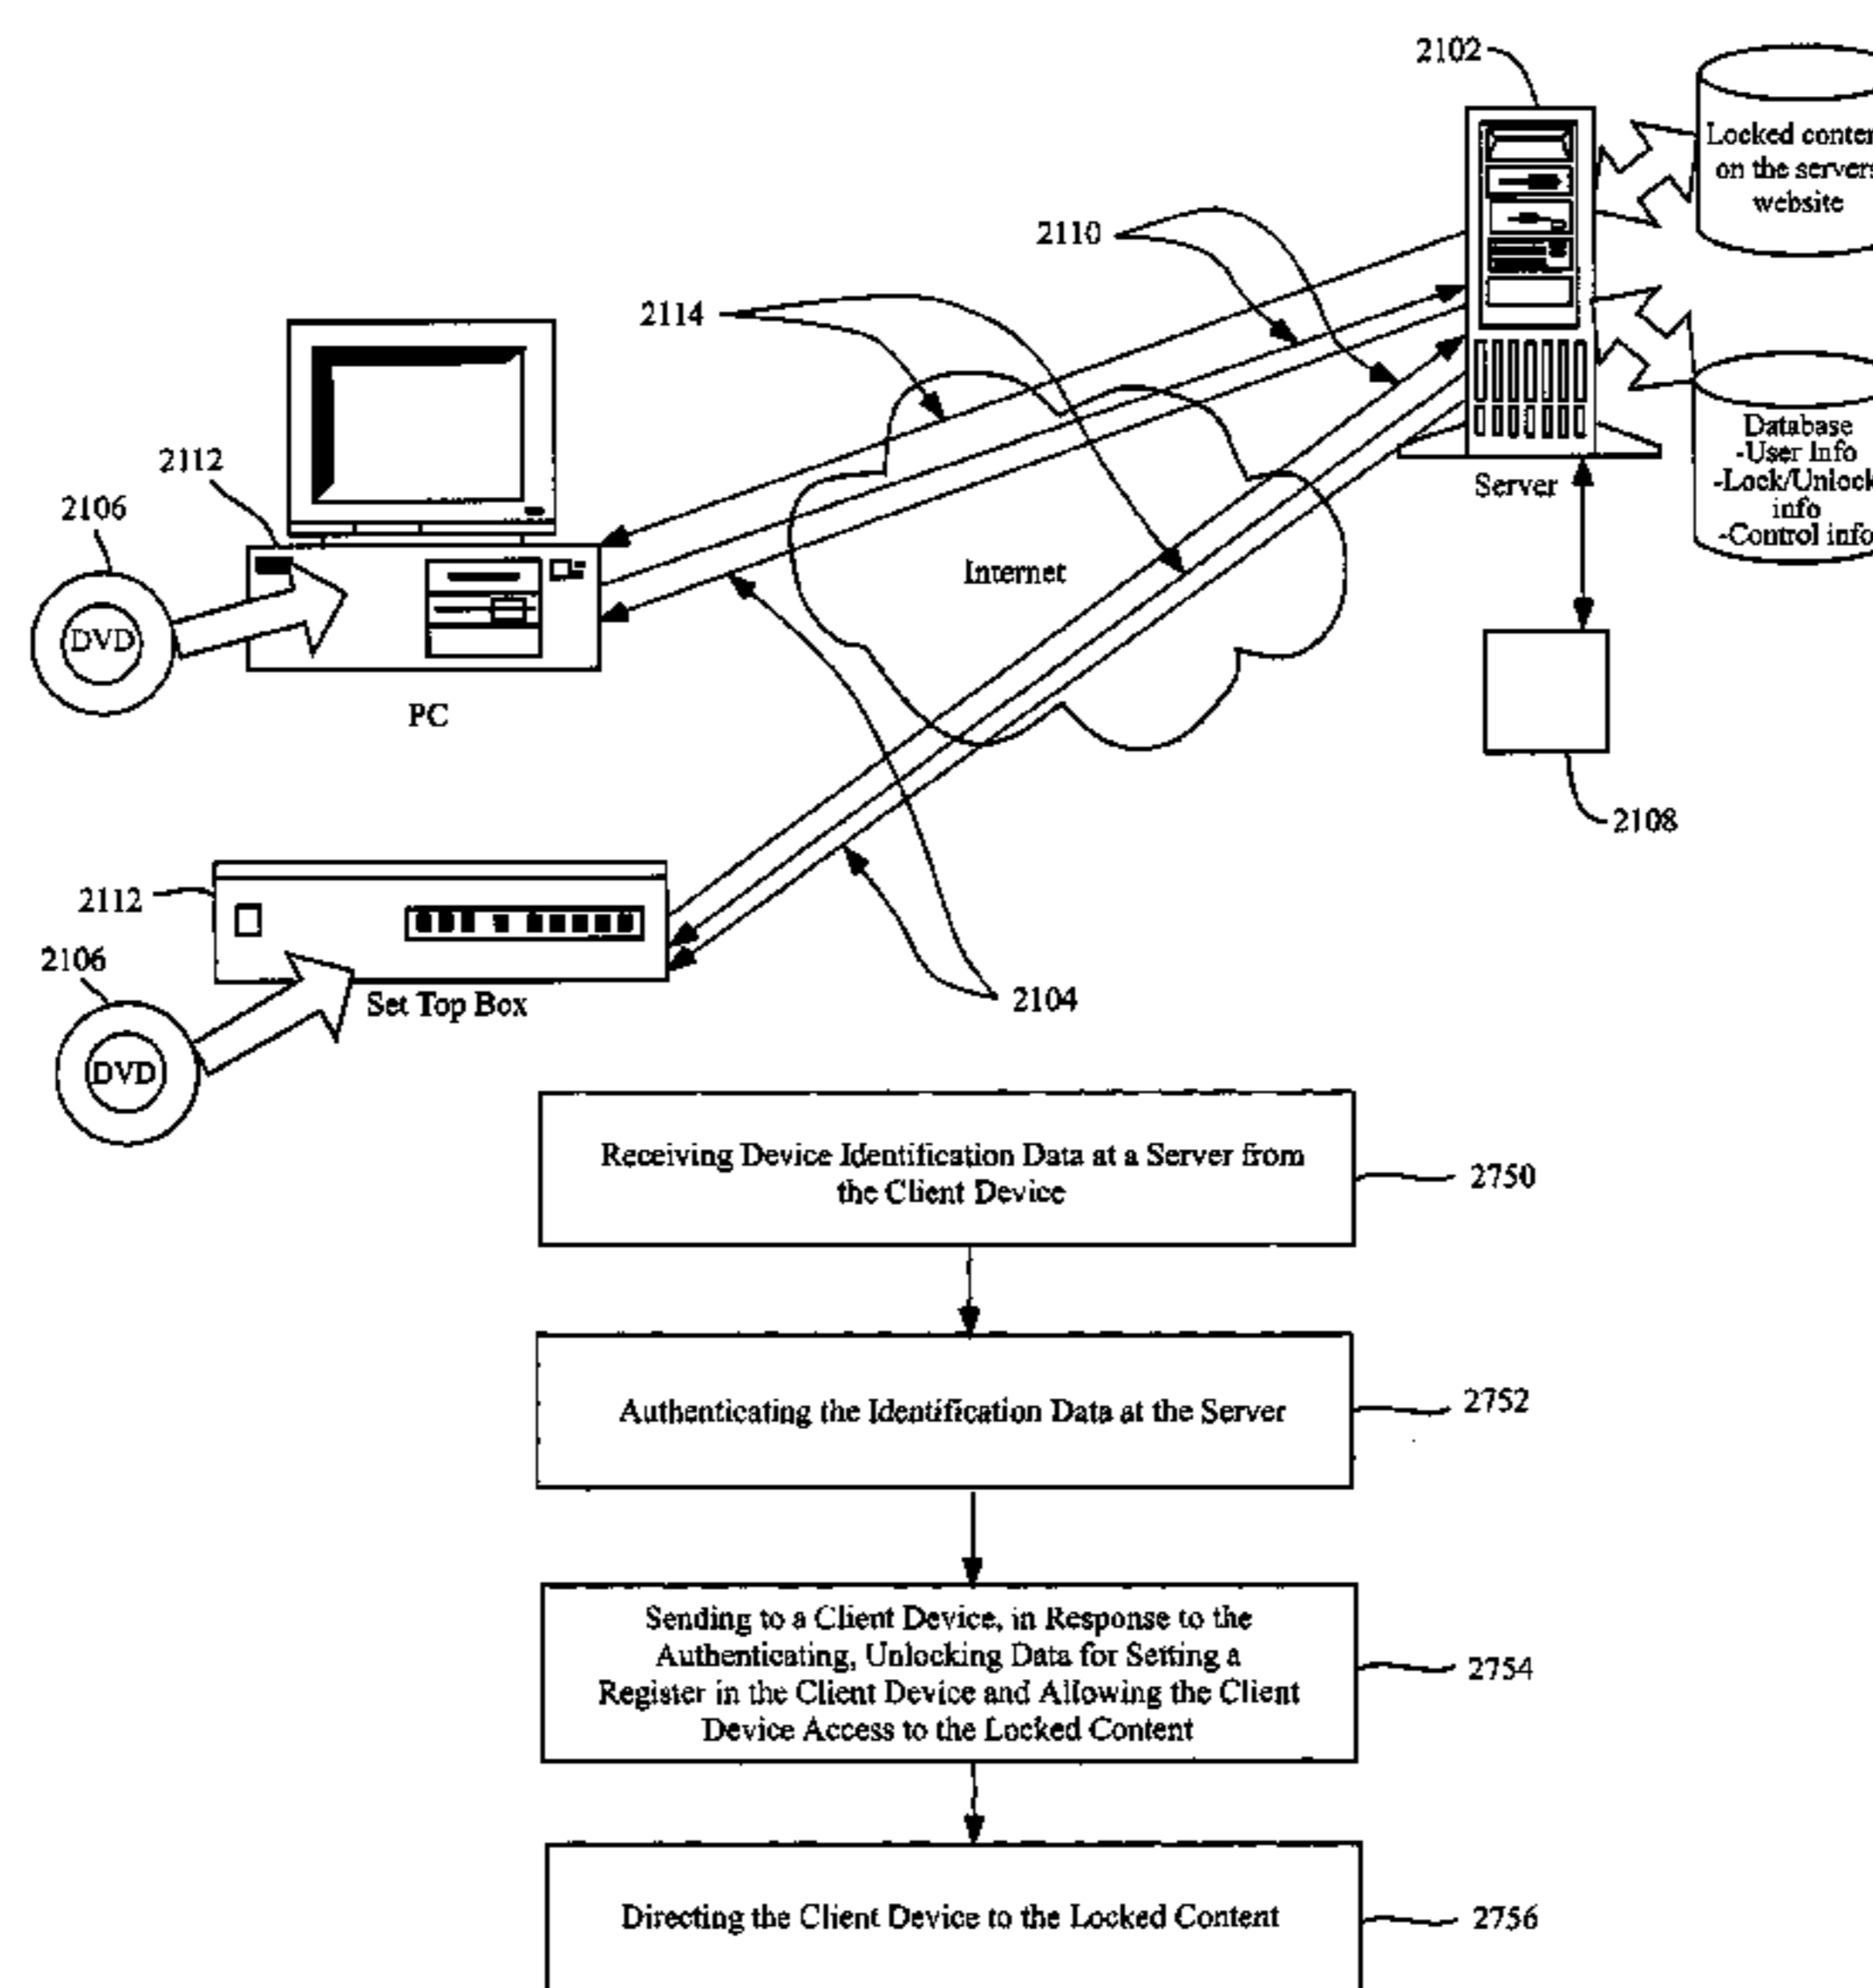 2102
Locked
on the
website
2110
2114
2112
2106
DVD
PC
Internet
Server
Database
-User Info
-Lock/Unlock
info
-Control info
2108
2112
2106
DVD
Set Top Box
2104
Receiving Device Identification Data at a Server from
the Client Device
2750
Authenticating the Identification Data at the Server
2752
Sending to a Client Device, in Response to the
Authenticating, Unlocking Data for Setting a
Register in the Client Device and Allowing the Client
Device Access to the Locked Content
2754
Directing the Client Device to the Locked Content
2756